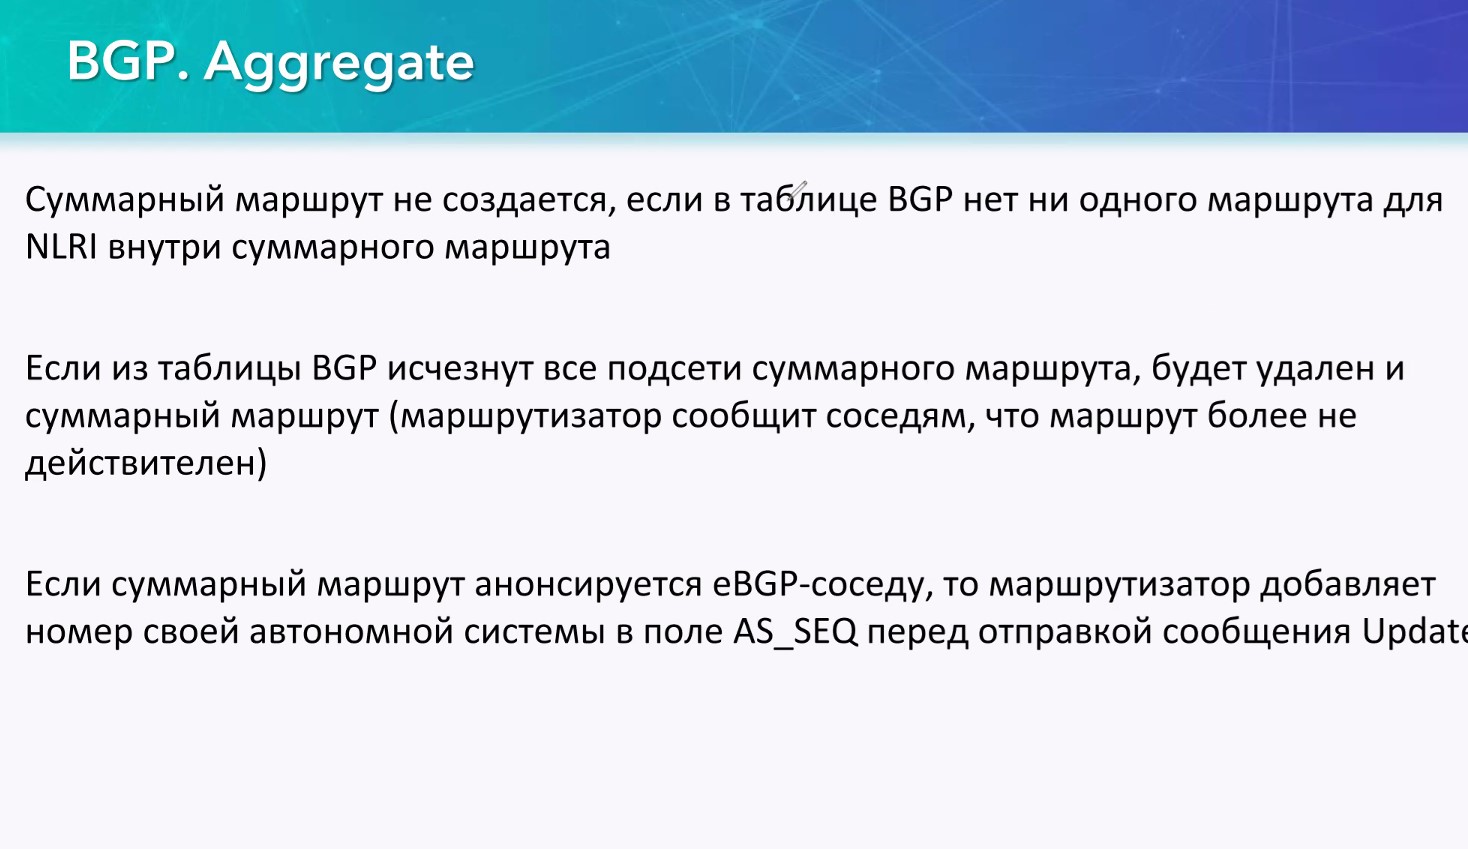 BGP. Aggregate
Суммарный маршрут не создается, если в таблице BGP нет ни одного маршрута для
NLRI внутри суммарного маршрута
Если из таблицы BGP исчезнут все подсети суммарного маршрута, будет удален и
суммарный маршрут (маршрутизатор сообщит соседям, что маршрут более не
действителен)
Если суммарный маршрут анонсируется eBGP-соседу, то маршрутизатор добавляет
номер своей автономной системы в поле AS_SEQ перед отправкой сообщения Update